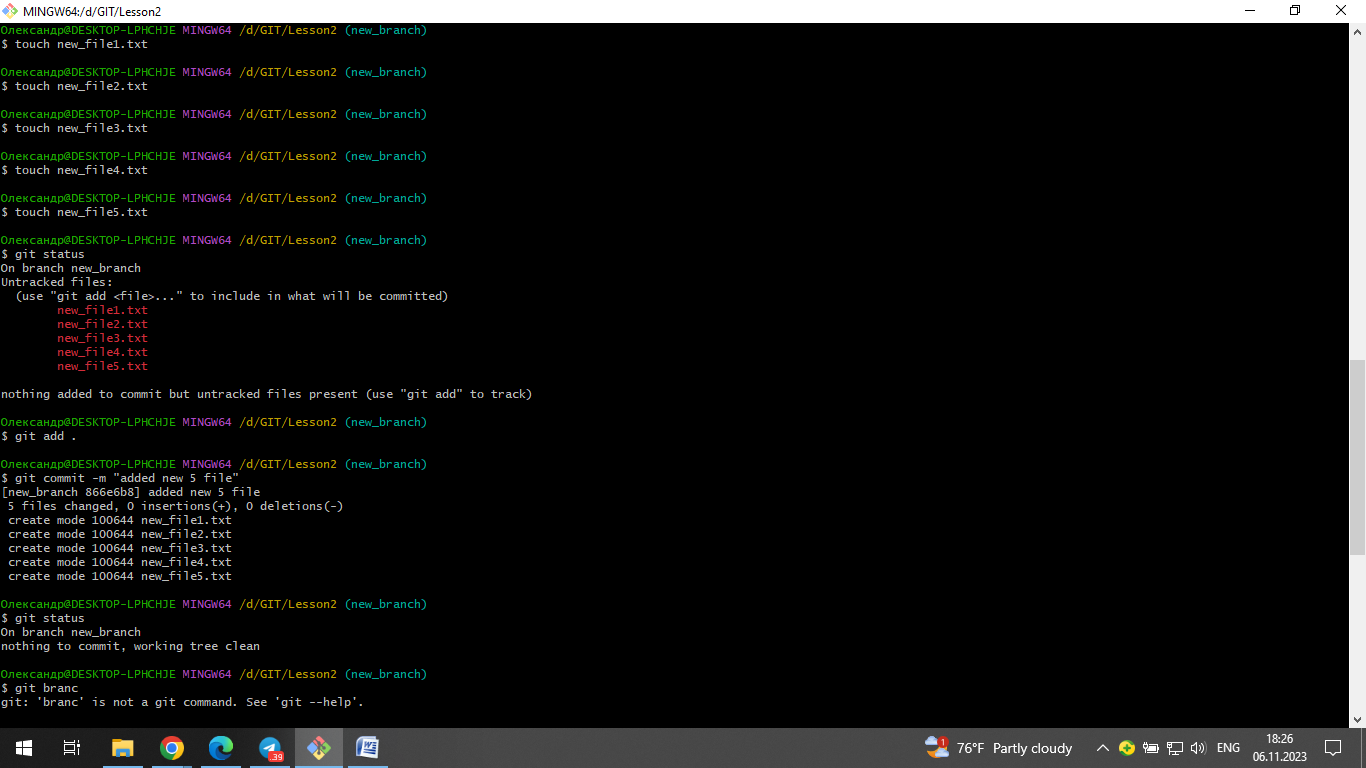 MINGW64:/d/GIT/Lesson2
Олександр@DESKTOP-LPHCHJE MINGW64 /d/GIT/Lesson2 (new_branch)
$ touch new_file1.txt
Олександр@DESKTOP-LPHCHJE MINGW64 /d/GIT/Lesson2 (new_branch)
$ touch new_file2.txt
Олександр@DESKTOP-LPHCHJE MINGW64 /d/GIT/Lesson2 (new_branch)
$ touch new_file3.txt
Олександр@DESKTOP-LPHCHJE MINGW64 /d/GIT/Lesson2 (new_branch)
$ touch new_file4.txt
Олександр@DESKTOP-LPHCHJE MINGW64 /d/GIT/Lesson2 (new_branch)
$ touch new_file5.txt
Олександр@DESKTOP-LPHCHJE MINGW64 /d/GIT/Lesson2 (new_branch)
$ git status
On branch new_branch
Untracked files:
  (use "git add <file>..." to include in what will be committed)
        new_file1.txt
        new_file2.txt
        new_file3.txt
        new_file4.txt
        new_file5.txt
nothing added to commit but untracked files present (use "git add" to track)
Олександр@DESKTOP-LPHCHJE MINGW64 /d/GIT/Lesson2 (new_branch)
$ git add .
Олександр@DESKTOP-LPHCHJE MINGW64 /d/GIT/Lesson2 (new_branch)
$ git commit -m "added new 5 file"
[new_branch 866e6b8] added new 5 file
 5 files changed, 0 insertions(+), 0 deletions(-)
 create mode 100644 new_file1.txt
 create mode 100644 new_file2.txt
 create mode 100644 new_file3.txt
 create mode 100644 new_file4.txt
 create mode 100644 new_file5.txt
Олександр@DESKTOP-LPHCHJE MINGW64 /d/GIT/Lesson2 (new_branch)
$ git status
On branch new_branch
nothing to commit, working tree clean
Олександр@DESKTOP-LPHCHJE MINGW64 /d/GIT/Lesson2 (new_branch)
$ git branc
git: 'branc' is not a git command. See 'git --help'.
.39
1
76°F Partly cloudy
ENG
18:26
06.11.2023